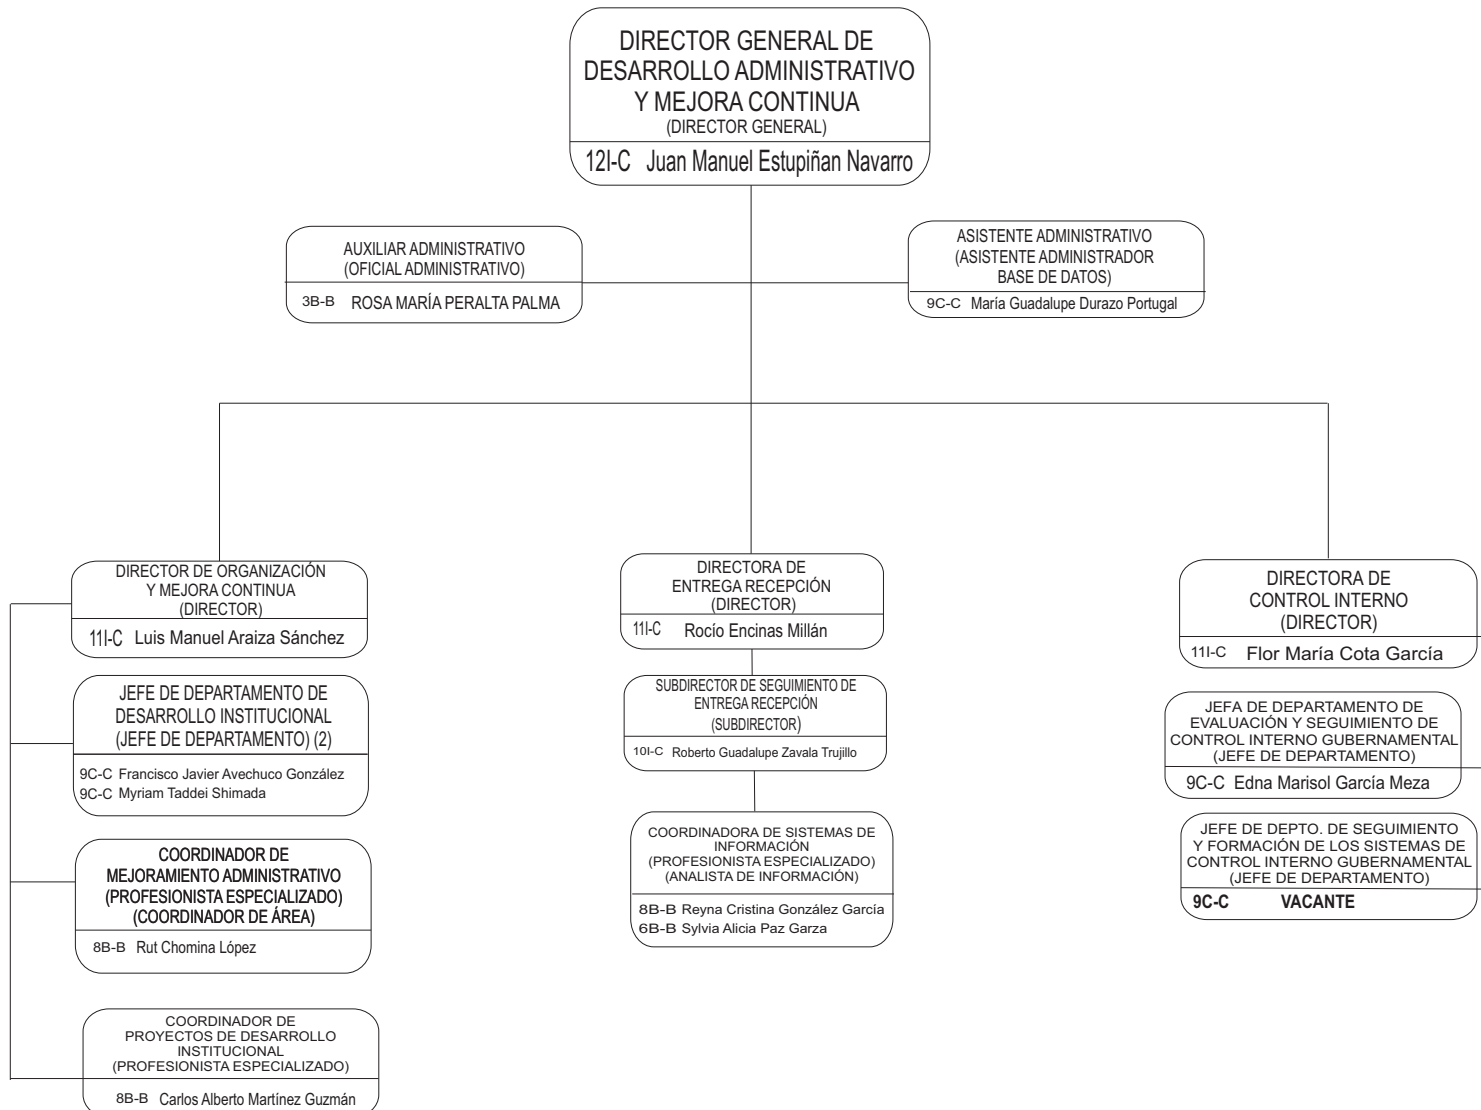 DIRECTOR GENERAL DE
DESARROLLO ADMINISTRATIVO
Y MEJORA CONTINUA
(DIRECTOR GENERAL)
12I-C Juan Manuel Estupiñan Navarro
AUXILIAR ADMINISTRATIVO
(OFICIAL ADMINISTRATIVO)
3B-B ROSA MARÍA PERALTA PALMA
ASISTENTE ADMINISTRATIVO
(ASISTENTE ADMINISTRADOR
BASE DE DATOS)
9C-C María Guadalupe Durazo Portugal
DIRECTOR DE ORGANIZACIÓN
Y MEJORA CONTINUA
(DIRECTOR)
11I-C Luis Manuel Araiza Sánchez
JEFE DE DEPARTAMENTO DE
DESARROLLO INSTITUCIONAL
(JEFE DE DEPARTAMENTO) (2)
9C-C Francisco Javier Avechuco González
9C-C Myriam Taddei Shimada
COORDINADOR DE
MEJORAMIENTO ADMINISTRATIVO
(PROFESIONISTA ESPECIALIZADO)
(COORDINADOR DE ÁREA)
8B-B Rut Chomina López
COORDINADOR DE
PROYECTOS DE DESARROLLO
INSTITUCIONAL
(PROFESIONISTA ESPECIALIZADO)
8B-B Carlos Alberto Martínez Guzmán
DIRECTORA DE
ENTREGA RECEPCIÓN
(DIRECTOR)
11I-C Rocío Encinas Millán
SUBDIRECTOR DE SEGUIMIENTO DE
ENTREGA RECEPCIÓN
(SUBDIRECTOR)
10I-C Roberto Guadalupe Zavala Trujillo
COORDINADORA DE SISTEMAS DE
INFORMACIÓN
(PROFESIONISTA ESPECIALIZADO)
(ANALISTA DE INFORMACIÓN)
8B-B Reyna Cristina González García
6B-B Sylvia Alicia Paz Garza
DIRECTORA DE
CONTROL INTERNO
(DIRECTOR)
11I-C Flor María Cota García
JEFA DE DEPARTAMENTO DE
EVALUACIÓN Y SEGUIMIENTO DE
CONTROL INTERNO GUBERNAMENTAL
(JEFE DE DEPARTAMENTO)
9C-C Edna Marisol García Meza
JEFE DE DEPTO. DE SEGUIMIENTO
Y FORMACIÓN DE LOS SISTEMAS DE
CONTROL INTERNO GUBERNAMENTAL
(JEFE DE DEPARTAMENTO)
9C-C VACANTE